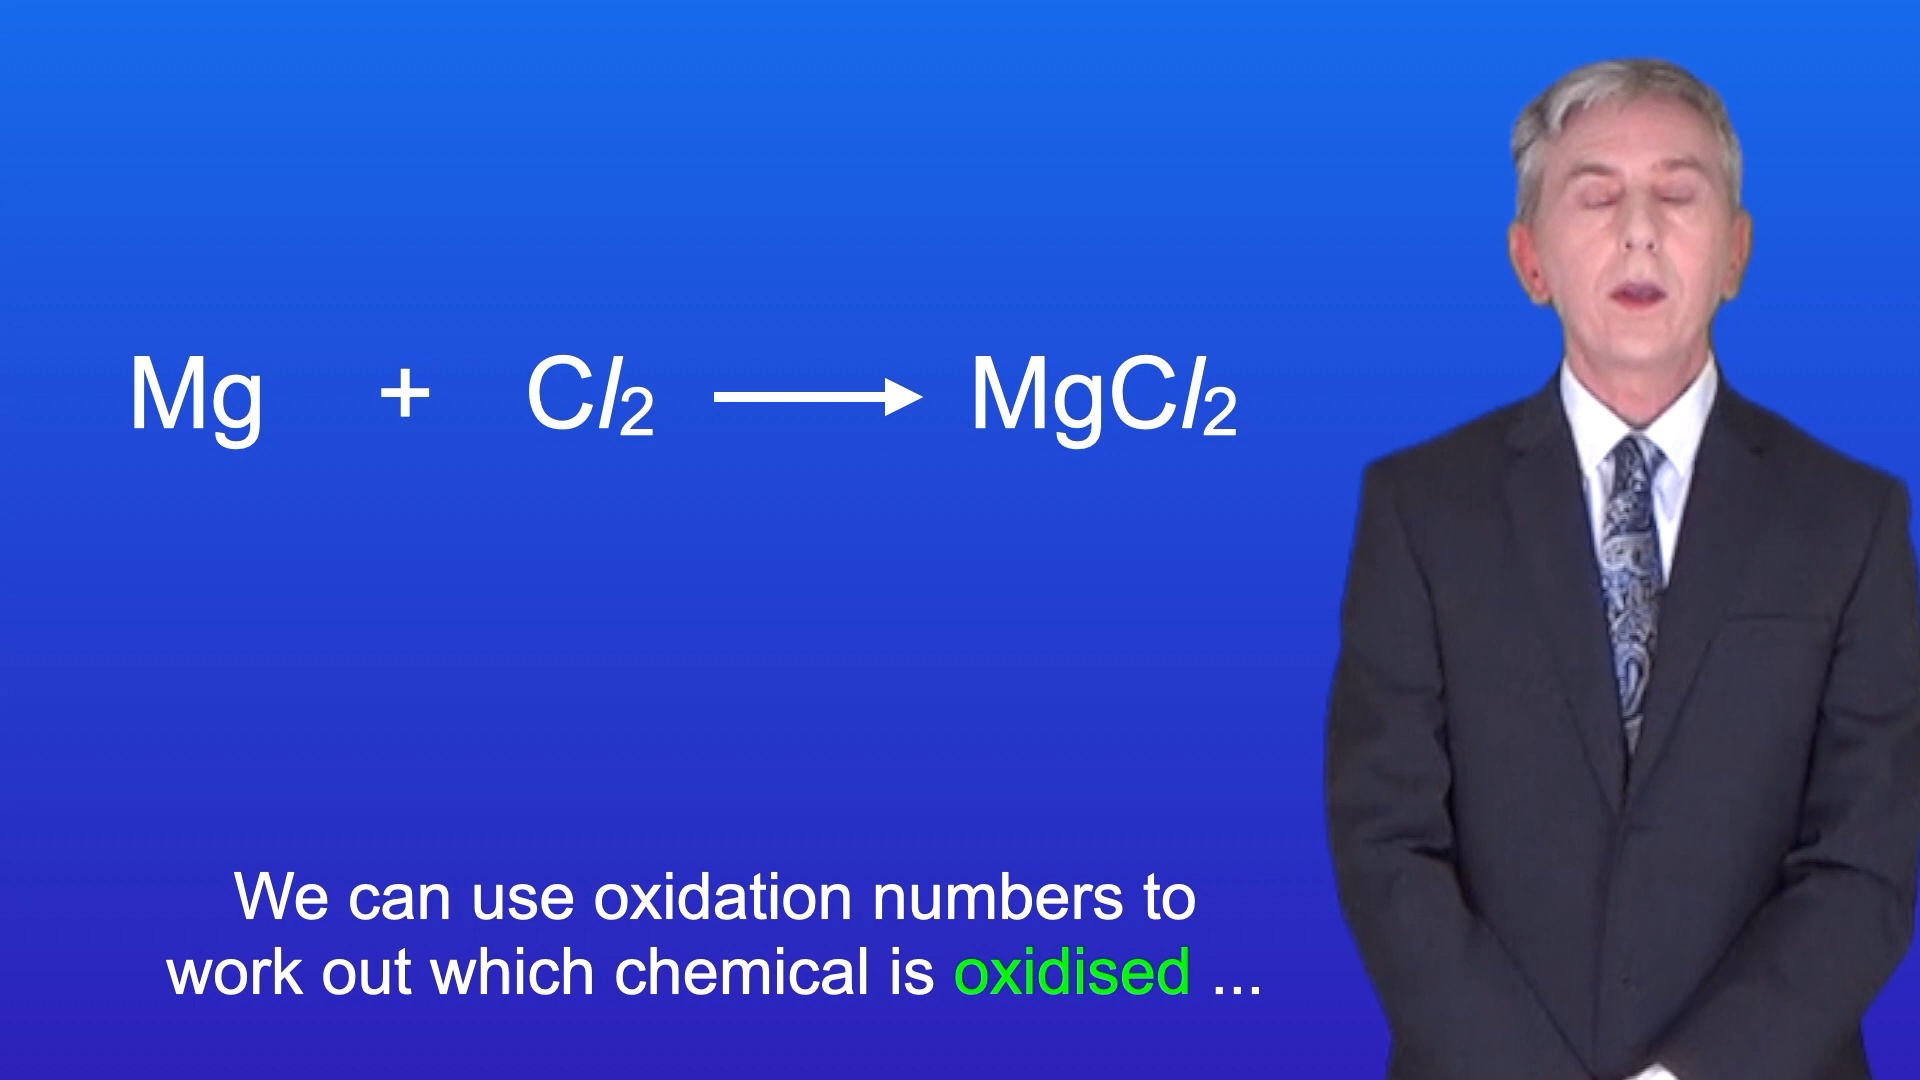 Mg + Cl₂ ⟶ MgCl₂
We can use oxidation numbers to
work out which chemical is oxidised ...